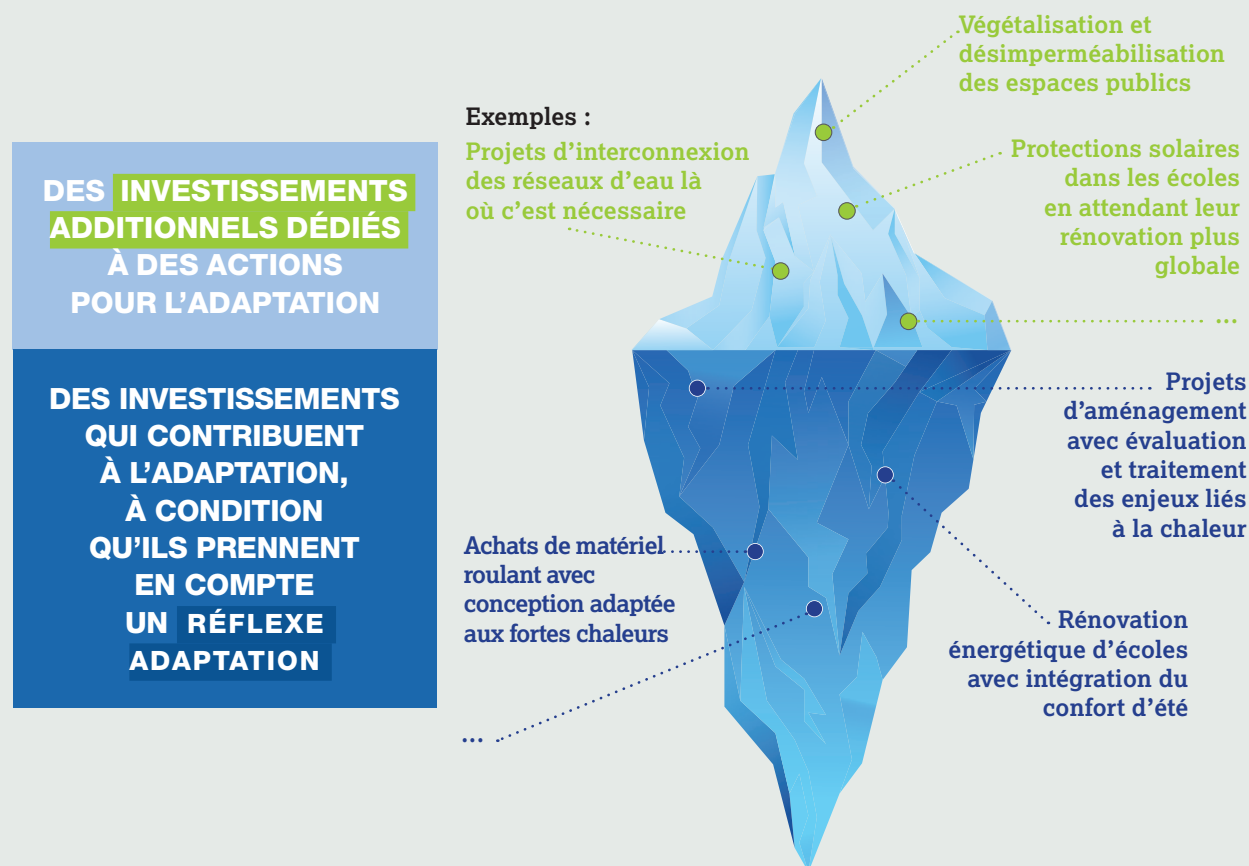 DES INVESTISSEMENTS
ADDITIONNELS DÉDIÉS
À DES ACTIONS
POUR L'ADAPTATION
DES INVESTISSEMENTS
QUI CONTRIBUENT
À L'ADAPTATION,
À CONDITION
QU'ILS PRENNENT
EN COMPTE
UN RÉFLEXE
ADAPTATION
Exemples :
Projets d'interconnexion
des réseaux d'eau là
où c'est nécessaire
Végétalisation et
désimperméabilisation
des espaces publics
Protections solaires
dans les écoles
en attendant leur
rénovation plus
globale
...
Projets
d'aménagement
avec évaluation
et traitement
des enjeux liés
à la chaleur
Achats de matériel
roulant avec
conception adaptée
aux fortes chaleurs
Rénovation
énergétique d'écoles
avec intégration du
confort d'été
...